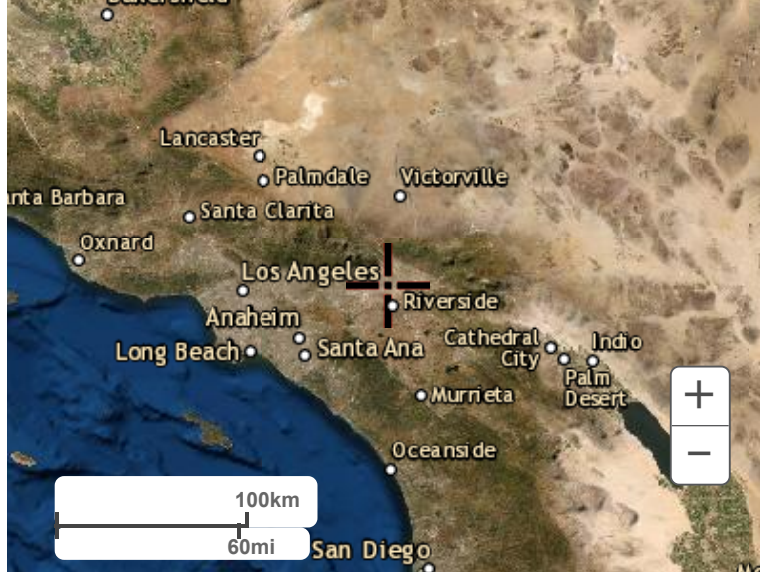 Lancaster
Palmdale
Victorville
nta Barbara
Santa Clarita
Oxnard
Los Angeles
Riverside
Anaheim
Cathedral
City
Indio
Long Beach
Santa Ana
Palm
Desert
Murrieta
Oceanside
+
−
100km
60mi
San Diego